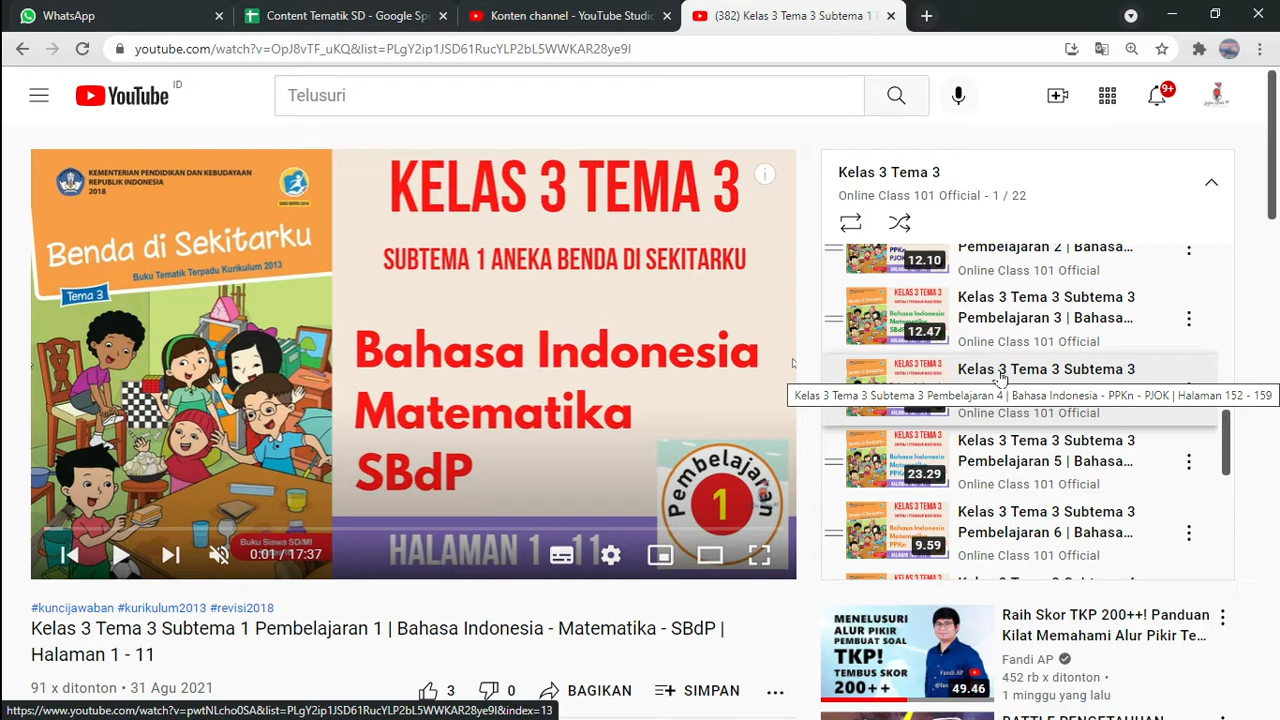 WhatsApp
Content Tematik SD - Google Spr
Konten channel - YouTube Studio
(382) Kelas 3 Tema 3 Subtema 1
youtube.com/watch?v=OpJ8vTF_uKQ&list=PLgY2ip1JSD61RucYLP2bL5WWKAR28ye9l
YouTube ID
Telusuri
9+
KEMENTERIAN PENDIDIKAN DAN KEBUDAYAAN
REPUBLIK INDONESIA
2018
Benda di Sekitarku
Buku Tematik Terpadu Kurikulum 2013
Tema 3
Buku Siswa SD/MI
KELAS 3 TEMA 3
SUBTEMA 1 ANEKA BENDA DI SEKITARKU
Bahasa Indonesia
Matematika
SBdP
Pembelajaran
1
HALAMAN 1 - 11
0:01 / 17:37
Kelas 3 Tema 3
Online Class 101 Official - 1 / 22
Pembelajaran 2 | Bahasa...
12.10
Online Class 101 Official
Kelas 3 Tema 3 Subtema 3
Pembelajaran 3 | Bahasa...
12.47
Online Class 101 Official
Kelas 3 Tema 3 Subtema 3
Kelas 3 Tema 3 Subtema 3 Pembelajaran 4 | Bahasa Indonesia - PPKn - PJOK | Halaman 152 - 159
Online Class 101 Official
Kelas 3 Tema 3 Subtema 3
Pembelajaran 5 | Bahasa...
23.29
Online Class 101 Official
Kelas 3 Tema 3 Subtema 3
Pembelajaran 6 | Bahasa...
9.59
Online Class 101 Official
#kuncijawaban #kurikulum2013 #revisi2018
Kelas 3 Tema 3 Subtema 1 Pembelajaran 1 | Bahasa Indonesia - Matematika - SBdP |
Halaman 1 - 11
91 x ditonton • 31 Agu 2021
3
0
BAGIKAN
SIMPAN
MENELUSURI
ALUR PIKIR
PEMBUAT SOAL
TKP!
TEMBUS SKOR
200++
49.46
Raih Skor TKP 200++! Panduan
Kilat Memahami Alur Pikir Te...
Fandi AP
452 rb x ditonton •
1 minggu yang lalu